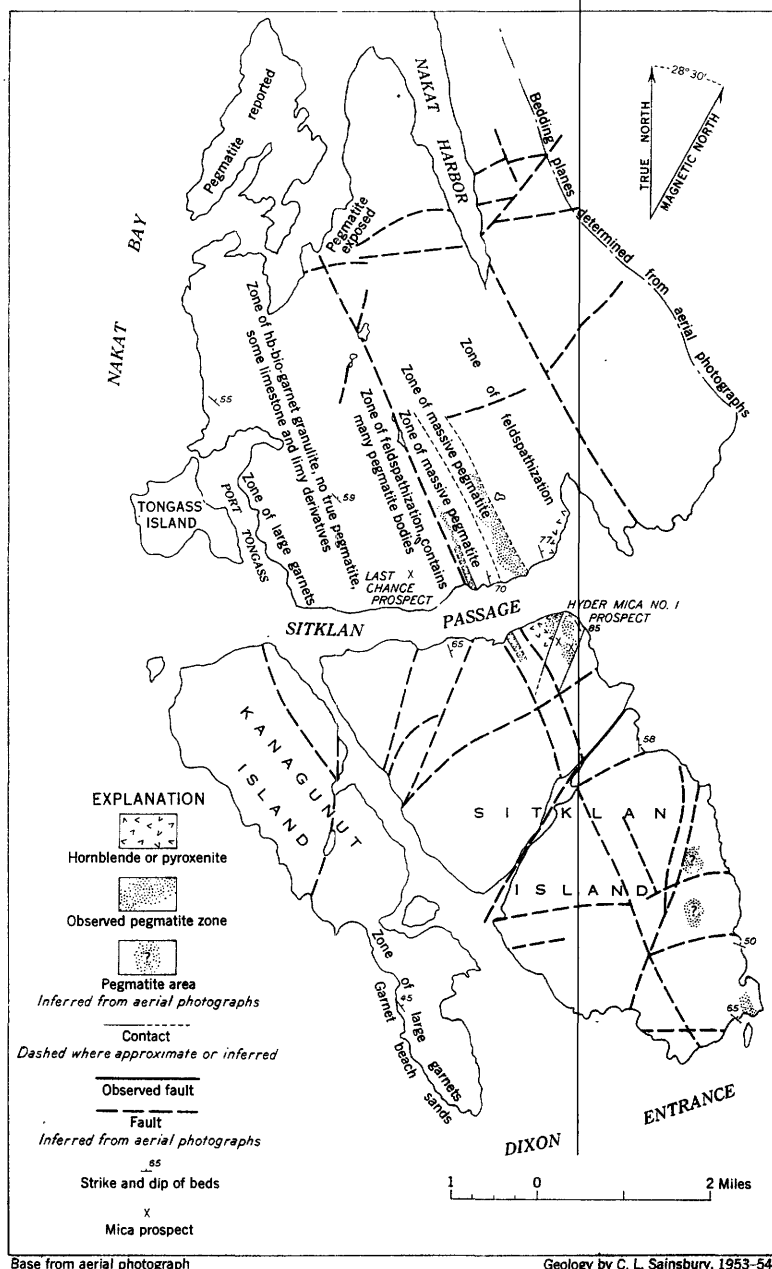 NAKAT
HARBOR
28° 30′
TRUE NORTH
MAGNETIC NORTH
Pegmatite reported
Bedding planes determined from aerial photographs
NAKAT BAY
Pegmatite
exposed
Zone of hb-bio-garnet granulite, no true pegmatite,
some limestone and limy derivatives
Zone of feldspathization, contains
many pegmatite bodies
Zone of massive pegmatite
Zone of massive pegmatite
Zone of feldspathization
55
59
77
70
TONGASS
ISLAND
PORT TONGASS
Zone of large garnets
LAST
CHANCE
PROSPECT
X
SITKLAN PASSAGE
HYDER MICA NO. 1
PROSPECT
85
X
X
65
58
KANAGUNUT
ISLAND
SITKLAN
ISLAND
?
?
50
65
Zone of large garnets
45
Garnet beach sands
DIXON ENTRANCE
EXPLANATION
Hornblende or pyroxenite
Observed pegmatite zone
?
Pegmatite area
Inferred from aerial photographs
Contact
Dashed where approximate or inferred
Observed fault
Fault
Inferred from aerial photographs
65
Strike and dip of beds
X
Mica prospect
1 0 2 Miles
Base from aerial photograph
Geology by C. L. Sainsbury, 1953–54